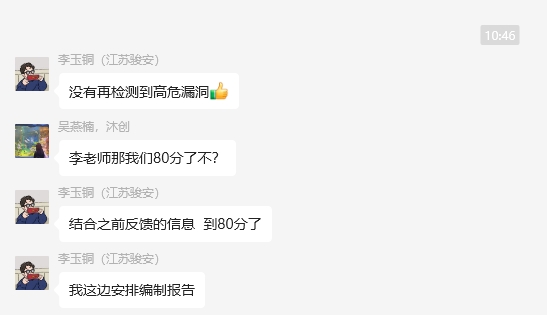 10:46
李玉铜（江苏骏安）
没有再检测到高危漏洞👍
吴燕楠，沐创
李老师那我们80分了不？
李玉铜（江苏骏安）
结合之前反馈的信息  到80分了
李玉铜（江苏骏安）
我这边安排编制报告